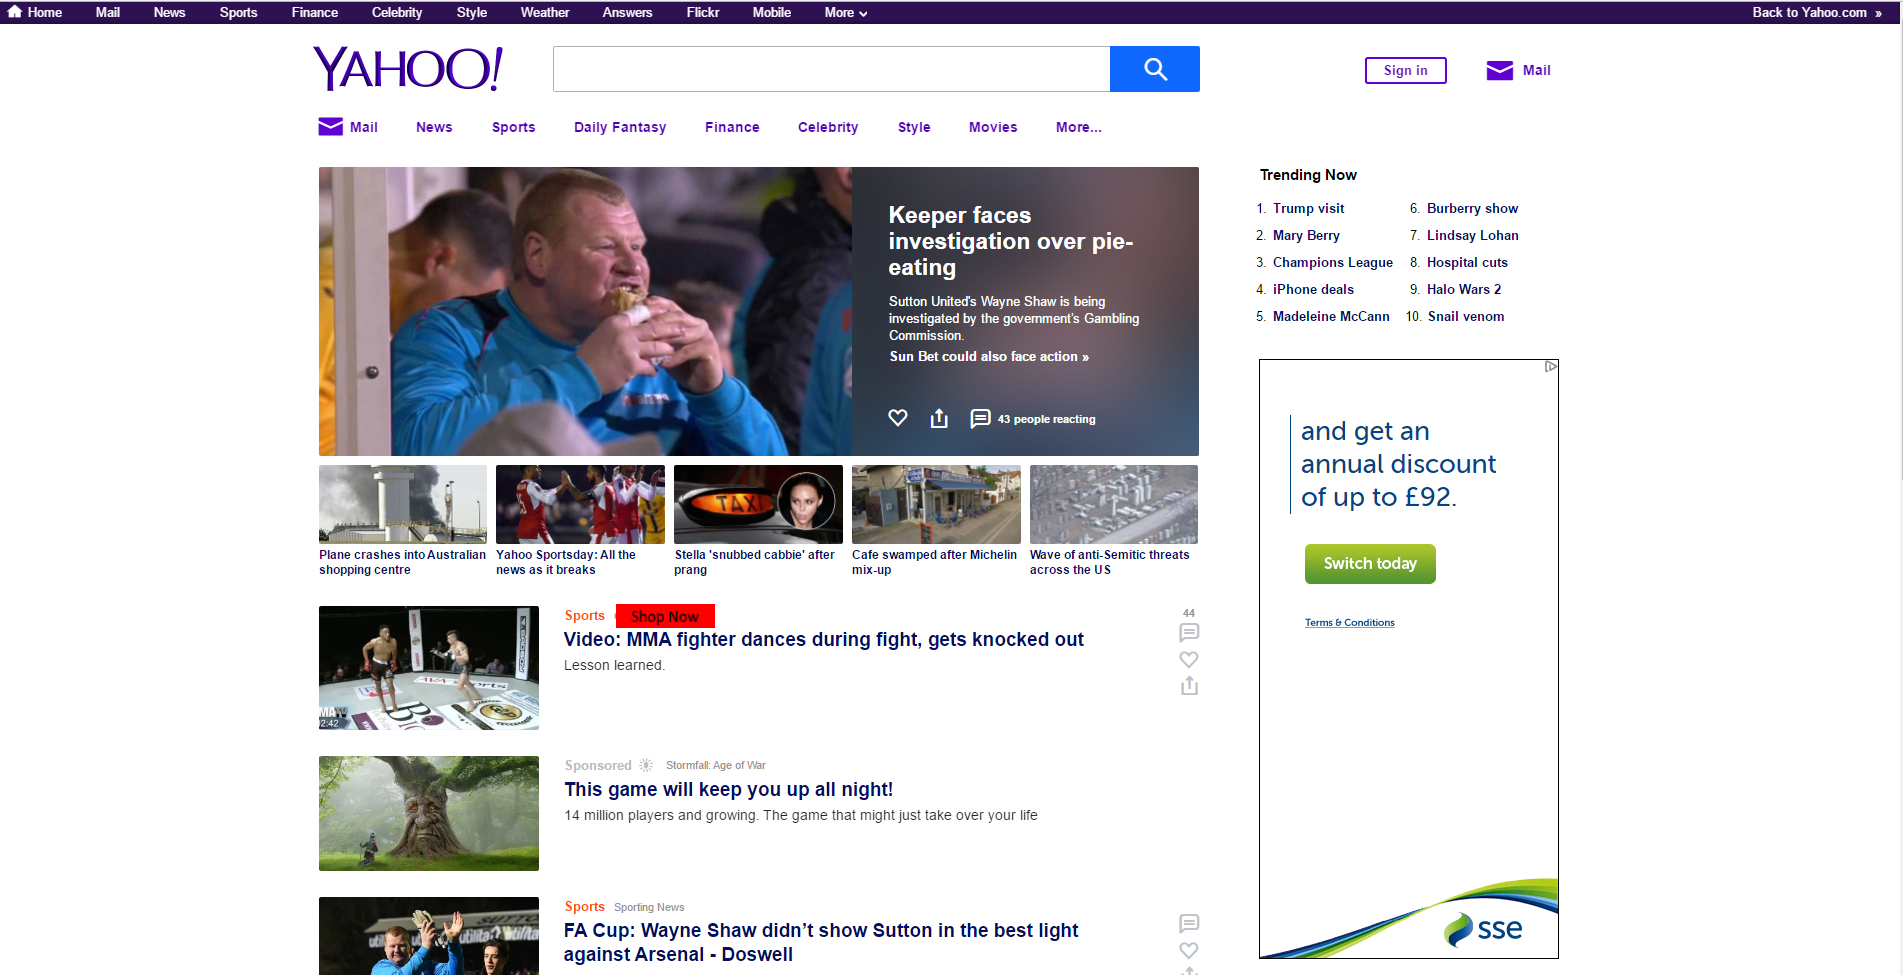 Home Mail News Sports Finance Celebrity Style Weather Answers Flickr Mobile More Back to Yahoo.com »
YAHOO!
Sign in Mail
Mail News Sports Daily Fantasy Finance Celebrity Style Movies More...
Keeper faces
investigation over pie-
eating
Sutton United's Wayne Shaw is being
investigated by the government's Gambling
Commission.
Sun Bet could also face action »
43 people reacting
TAXI
Plane crashes into Australian
shopping centre
Yahoo Sportsday: All the
news as it breaks
Stella 'snubbed cabbie' after
prang
Cafe swamped after Michelin
mix-up
Wave of anti-Semitic threats
across the US
Sports
Shop Now
Video: MMA fighter dances during fight, gets knocked out
Lesson learned.
44
Sponsored Stormfall: Age of War
This game will keep you up all night!
14 million players and growing. The game that might just take over your life
Sports Sporting News
FA Cup: Wayne Shaw didn’t show Sutton in the best light
against Arsenal - Doswell
Trending Now
1. Trump visit
2. Mary Berry
3. Champions League
4. iPhone deals
5. Madeleine McCann
6. Burberry show
7. Lindsay Lohan
8. Hospital cuts
9. Halo Wars 2
10. Snail venom
and get an
annual discount
of up to £92.
Switch today
Terms & Conditions
sse